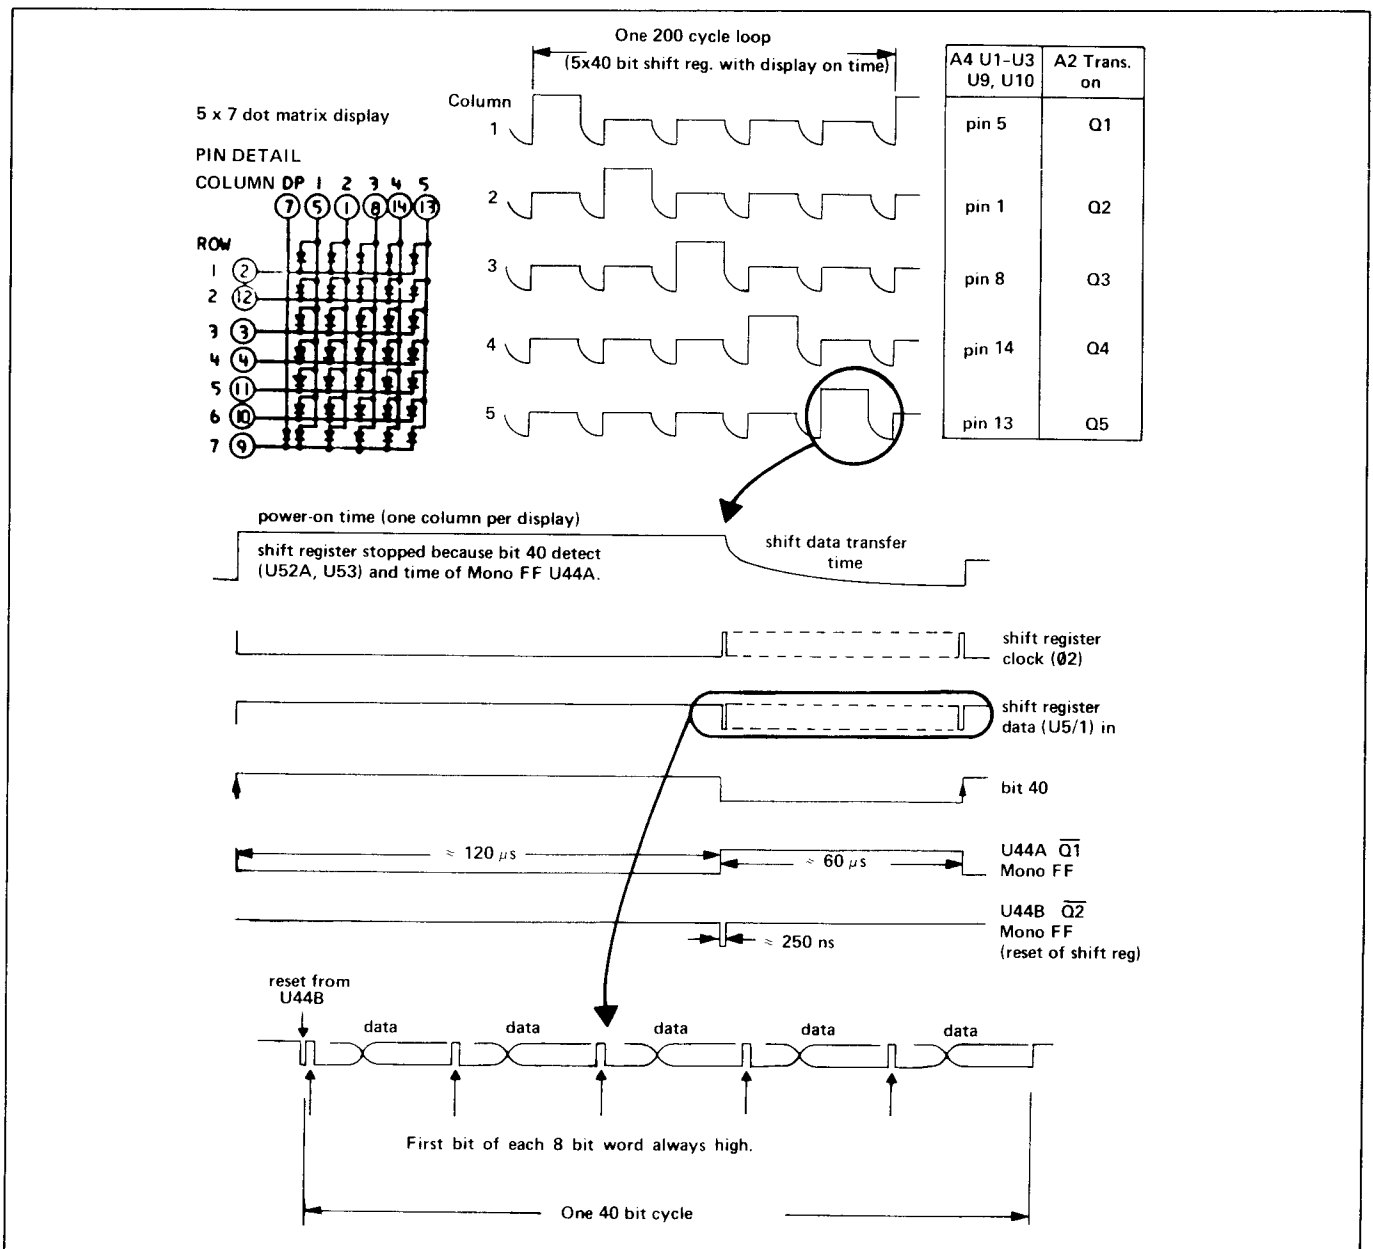 One 200 cycle loop
(5x40 bit shift reg. with display on time)
5 x 7 dot matrix display
PIN DETAIL
COLUMN DP 1 2 3 4 5
7 5 1 8 14 13
ROW
1 2
2 12
3 3
4 4
5 11
6 10
7 9
Column
1
2
3
4
5
A4 U1-U3 U9, U10 | A2 Trans. on
pin 5 Q1
pin 1 Q2
pin 8 Q3
pin 14 Q4
pin 13 Q5
power-on time (one column per display)
shift register stopped because bit 40 detect
(U52A, U53) and time of Mono FF U44A.
shift data transfer
time
shift register
clock (Ø2)
shift register
data (U5/1) in
bit 40
≈ 120 μs
≈ 60 μs
U44A Q̅1̅
Mono FF
U44B Q̅2̅
Mono FF
(reset of shift reg)
≈ 250 ns
reset from
U44B
data data data data data
First bit of each 8 bit word always high.
One 40 bit cycle